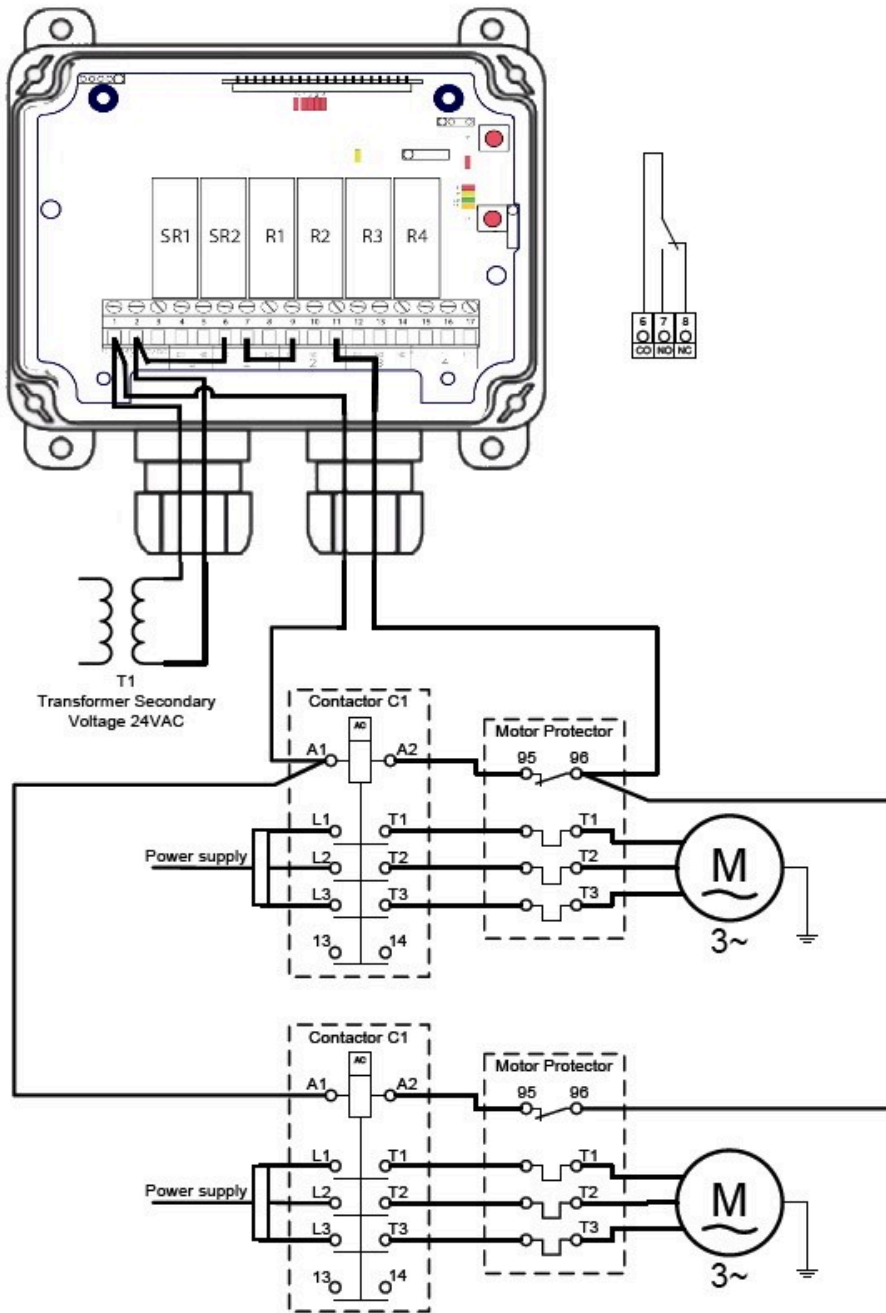 SR1 SR2 R1 R2 R3 R4
1 2 3 4 5 6 7 8 9 10 11 12 13 14 15 16 17
6 7 8
CO NO NC
T1
Transformer Secondary
Voltage 24VAC
Contactor C1
AC
Motor Protector
A1 A2 95 96
L1 T1 T1
Power supply L2 T2 T2
L3 T3 T3
13 14
M
3~
Contactor C1
AC
Motor Protector
A1 A2 95 96
L1 T1 T1
Power supply L2 T2 T2
L3 T3 T3
13 14
M
3~